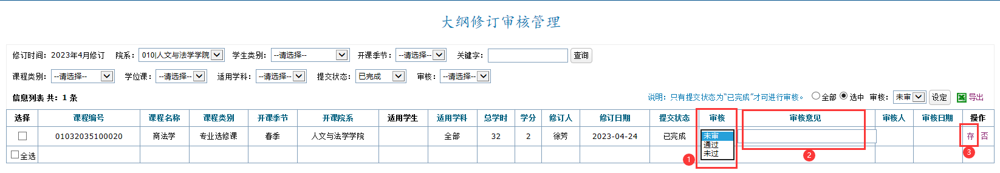 大纲修订审核管理
修订时间：2023年4月修订 院系：010|人文与法学学院 学生类别：--请选择-- 开课季节：--请选择-- 关键字： 查询
课程类别：--请选择-- 学位课：--请选择-- 适用学科：--请选择-- 提交状态：已完成 审核：--请选择--
信息列表 共：1 条 说明：只有提交状态为“已完成”才可进行审核。 全部 选中 审核：未审 设定 导出
选择 课程编号 课程名称 课程类别 开课季节 开课院系 适用学生 适用学科 总学时 学分 修订人 修订日期 提交状态 审核 审核意见 审核人 审核日期 操作
01032035100020 商法学 专业选修课 春季 人文与法学学院 全部 32 2 徐芳 2023-04-24 已完成 未审 存 否
通过
未过
全选 1 2 3